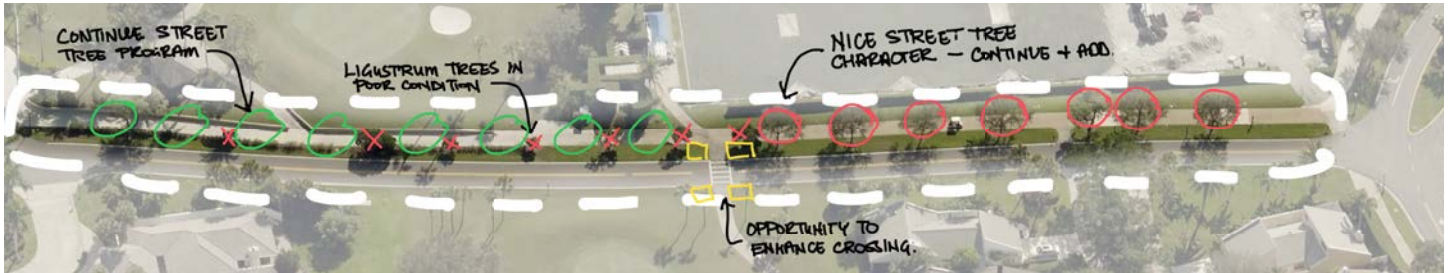 CONTINUE STREET
TREE PROGRAM
LIGUSTRUM TREES IN
POOR CONDITION
NICE STREET TREE
CHARACTER – CONTINUE + ADD.
OPPORTUNITY TO
ENHANCE CROSSING.